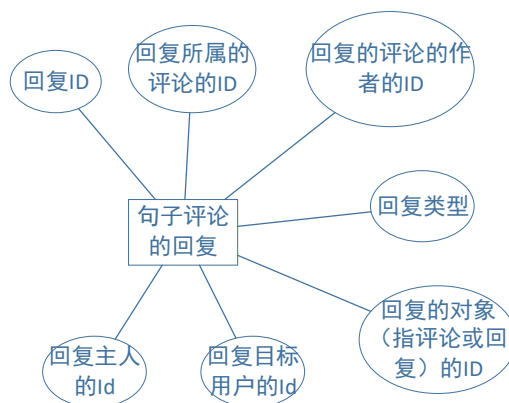 回复ID
回复所属的
评论的ID
回复的评论的作
者的ID
句子评论
的回复
回复类型
回复的对象
（指评论或回
复）的ID
回复主人
的Id
回复目标
用户的Id